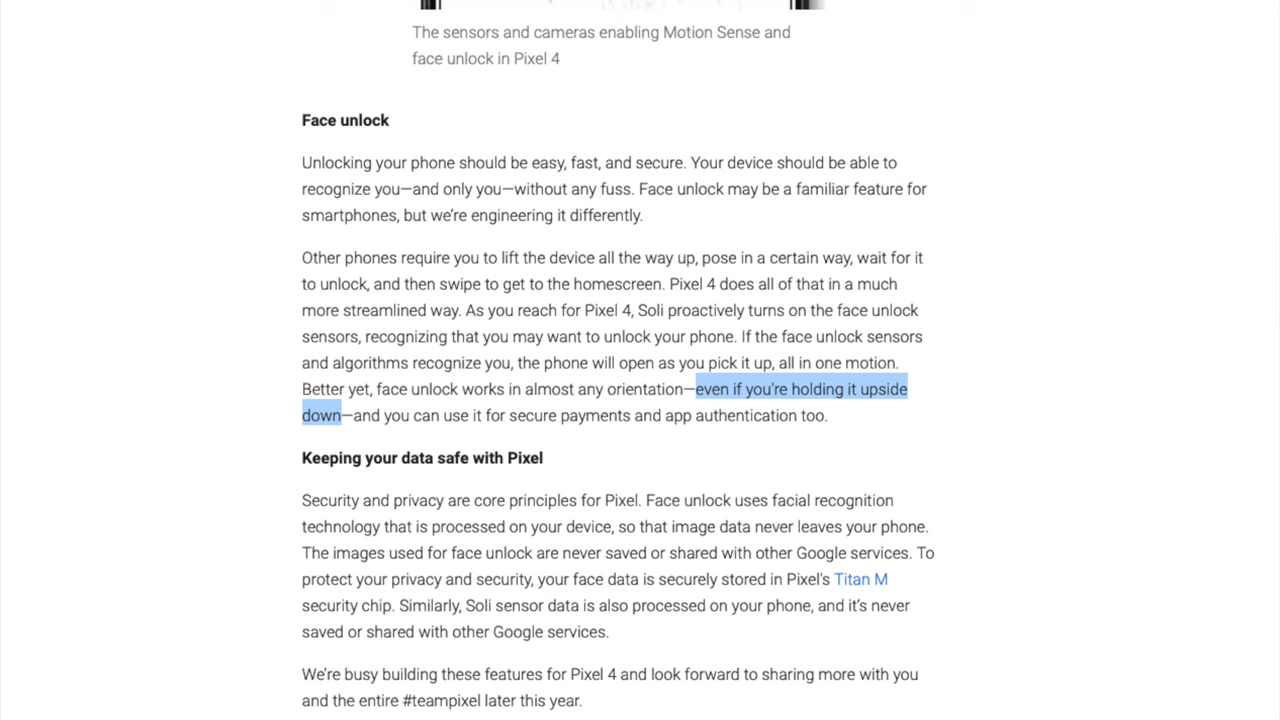 The sensors and cameras enabling Motion Sense and
face unlock in Pixel 4
Face unlock
Unlocking your phone should be easy, fast, and secure. Your device should be able to
recognize you—and only you—without any fuss. Face unlock may be a familiar feature for
smartphones, but we’re engineering it differently.
Other phones require you to lift the device all the way up, pose in a certain way, wait for it
to unlock, and then swipe to get to the homescreen. Pixel 4 does all of that in a much
more streamlined way. As you reach for Pixel 4, Soli proactively turns on the face unlock
sensors, recognizing that you may want to unlock your phone. If the face unlock sensors
and algorithms recognize you, the phone will open as you pick it up, all in one motion.
Better yet, face unlock works in almost any orientation—even if you're holding it upside
down—and you can use it for secure payments and app authentication too.
Keeping your data safe with Pixel
Security and privacy are core principles for Pixel. Face unlock uses facial recognition
technology that is processed on your device, so that image data never leaves your phone.
The images used for face unlock are never saved or shared with other Google services. To
protect your privacy and security, your face data is securely stored in Pixel's Titan M
security chip. Similarly, Soli sensor data is also processed on your phone, and it’s never
saved or shared with other Google services.
We’re busy building these features for Pixel 4 and look forward to sharing more with you
and the entire #teampixel later this year.